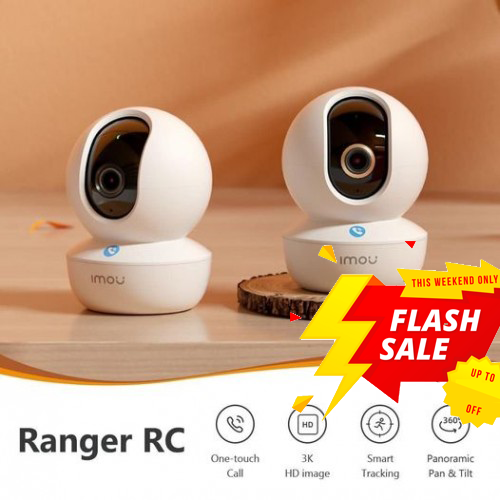 imou
imou
THIS WEEKEND ONLY
FLASH
SALE
UP TO
OFF
Ranger RC
One-touch
Call
HD
3K
HD image
Smart
Tracking
360°
Panoramic
Pan & Tilt